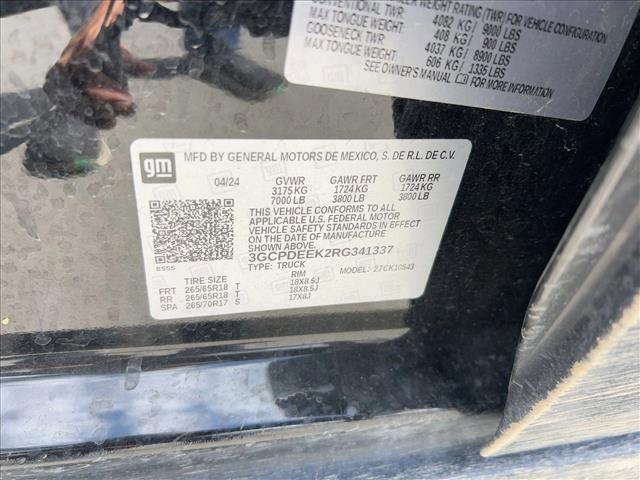 WEIGHT RATING (TWR) FOR VEHICLE CONFIGURATION
CONVENTIONAL TWR 4082 KG/ 9000 LBS
MAX TONGUE WEIGHT 408 KG/ 900 LBS
GOOSENECK TWR 4037 KG/ 8900 LBS
MAX TONGUE WEIGHT 606 KG/ 1335 LBS
SEE OWNER'S MANUAL FOR MORE INFORMATION
gm
MFD BY GENERAL MOTORS DE MEXICO, S. DE R.L. DE C.V.
04/24 GVWR GAWR FRT GAWR RR
3175 KG 1724 KG 1724 KG
7000 LB 3800 LB 3800 LB
THIS VEHICLE CONFORMS TO ALL
APPLICABLE U.S. FEDERAL MOTOR
VEHICLE SAFETY STANDARDS IN EFFECT
ON THE DATE OF MANUFACTURE
SHOWN ABOVE.
3GCPDEEK2RG341337
TYPE: TRUCK MODEL: 27CK10543
TIRE SIZE RIM
FRT 265/65R18 T 18X8.5J
RR 265/65R18 T 18X8.5J
SPA 265/70R17 S 17X8J